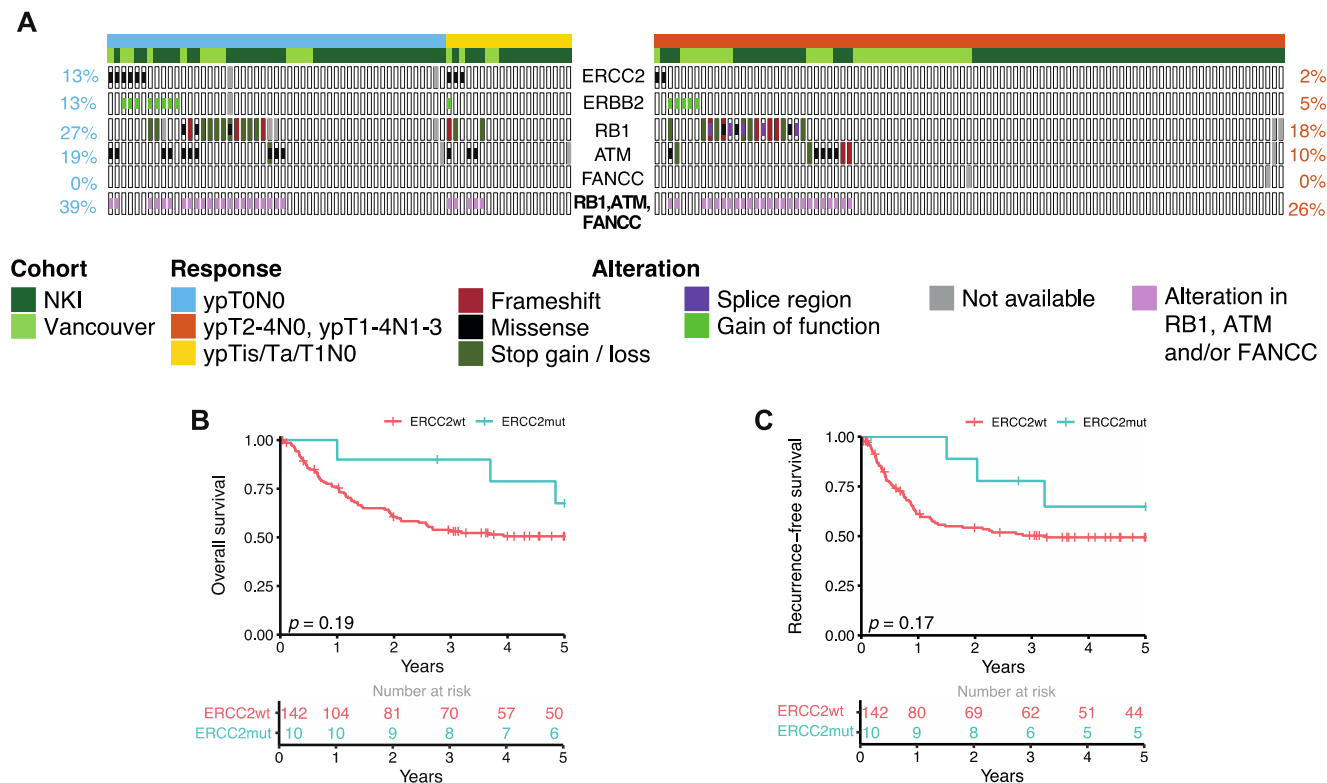 A
13% ERCC2 2%
13% ERBB2 5%
27% RB1 18%
19% ATM 10%
0% FANCC 0%
39% RB1,ATM, 26%
FANCC
Cohort Response Alteration
NKI ypT0N0 Frameshift Splice region Not available Alteration in
Vancouver ypT2-4N0, ypT1-4N1-3 Missense Gain of function RB1, ATM
ypTis/Ta/T1N0 Stop gain / loss and/or FANCC
B
ERCC2wt ERCC2mut
Overall survival
1.00
0.75
0.50
0.25
0.00
p = 0.19
0 1 2 3 4 5
Years
Number at risk
ERCC2wt 142 104 81 70 57 50
ERCC2mut 10 10 9 8 7 6
0 1 2 3 4 5
Years
C
ERCC2wt ERCC2mut
Recurrence–free survival
1.00
0.75
0.50
0.25
0.00
p = 0.17
0 1 2 3 4 5
Years
Number at risk
ERCC2wt 142 80 69 62 51 44
ERCC2mut 10 9 8 6 5 5
0 1 2 3 4 5
Years